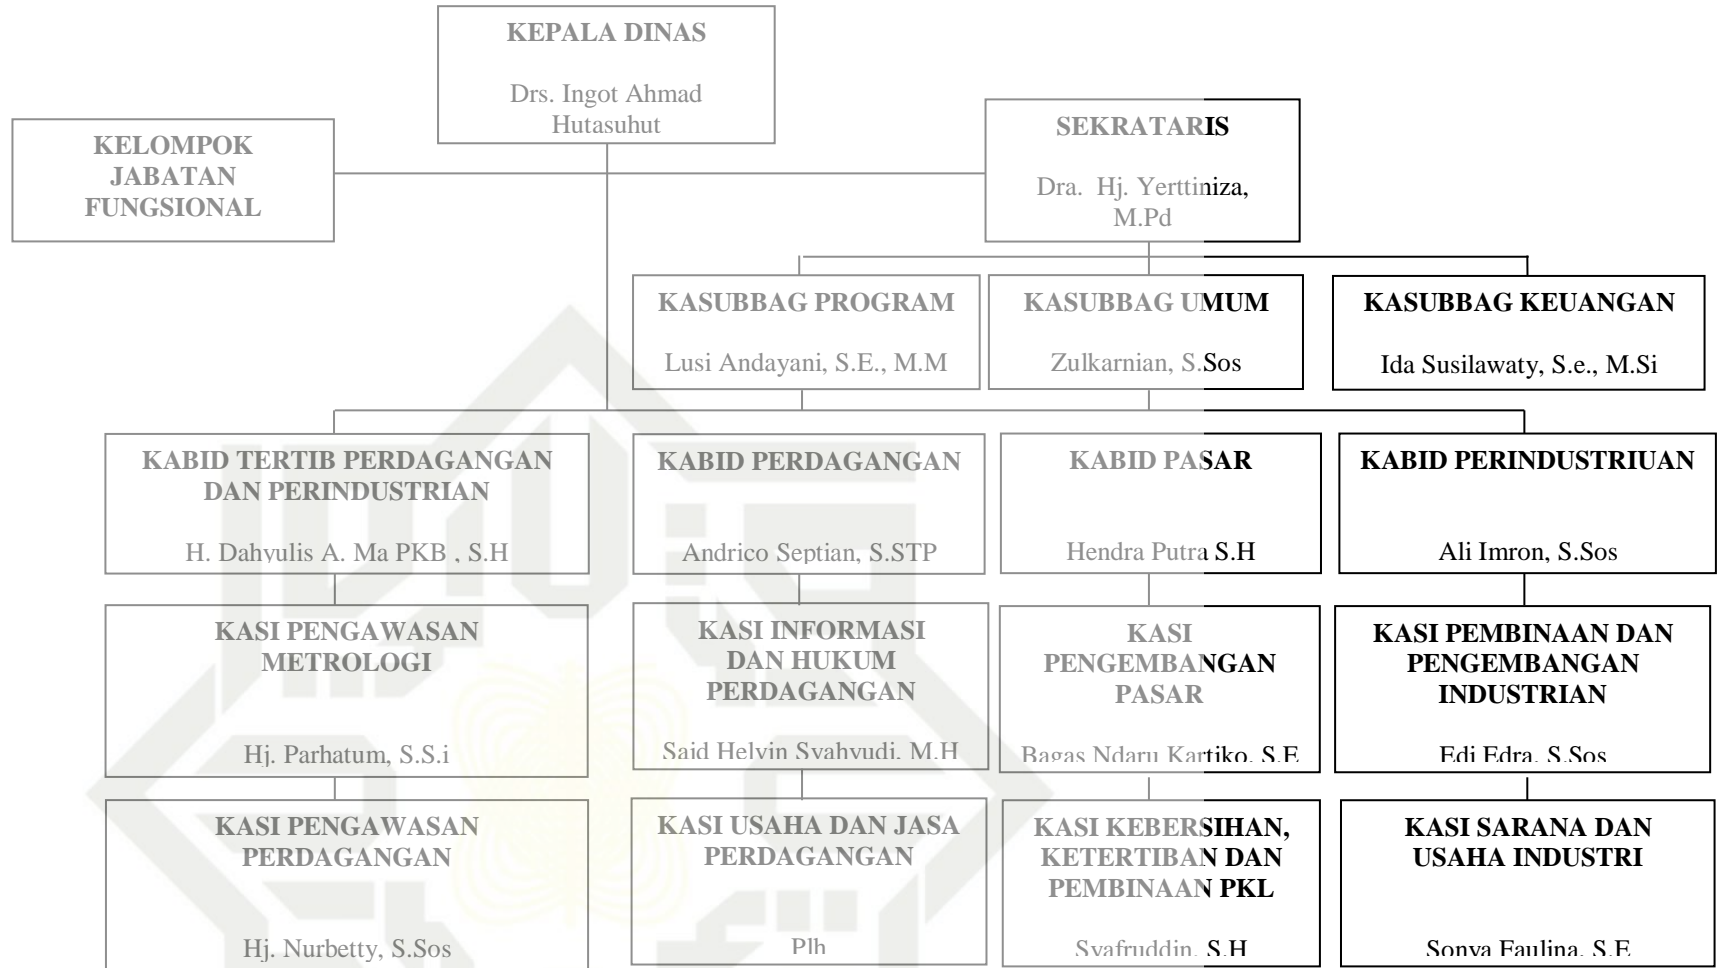 KEPALA DINAS
Drs. Ingot Ahmad
Hutasuhut
KELOMPOK
JABATAN
FUNGSIONAL
SEKRATARIS
Dra. Hj. Yerttiniza,
M.Pd
KASUBBAG PROGRAM
Lusi Andayani, S.E., M.M
KASUBBAG UMUM
Zulkarnian, S.Sos
KASUBBAG KEUANGAN
Ida Susilawaty, S.e., M.Si
KABID TERTIB PERDAGANGAN
DAN PERINDUSTRIAN
H. Dahyulis A. Ma PKB , S.H
KABID PERDAGANGAN
Andrico Septian, S.STP
KABID PASAR
Hendra Putra S.H
KABID PERINDUSTRIUAN
Ali Imron, S.Sos
KASI PENGAWASAN
METROLOGI
Hj. Parhatum, S.S.i
KASI INFORMASI
DAN HUKUM
PERDAGANGAN
Said Helvin Syahyudi, M.H
KASI
PENGEMBANGAN
PASAR
Bagas Ndaru Kartiko, S.E
KASI PEMBINAAN DAN
PENGEMBANGAN
INDUSTRIAN
Edi Edra, S.Sos
KASI PENGAWASAN
PERDAGANGAN
Hj. Nurbetty, S.Sos
KASI USAHA DAN JASA
PERDAGANGAN
Plh
KASI KEBERSIHAN,
KETERTIBAN DAN
PEMBINAAN PKL
Syafruddin, S.H
KASI SARANA DAN
USAHA INDUSTRI
Sonya Faulina, S.E